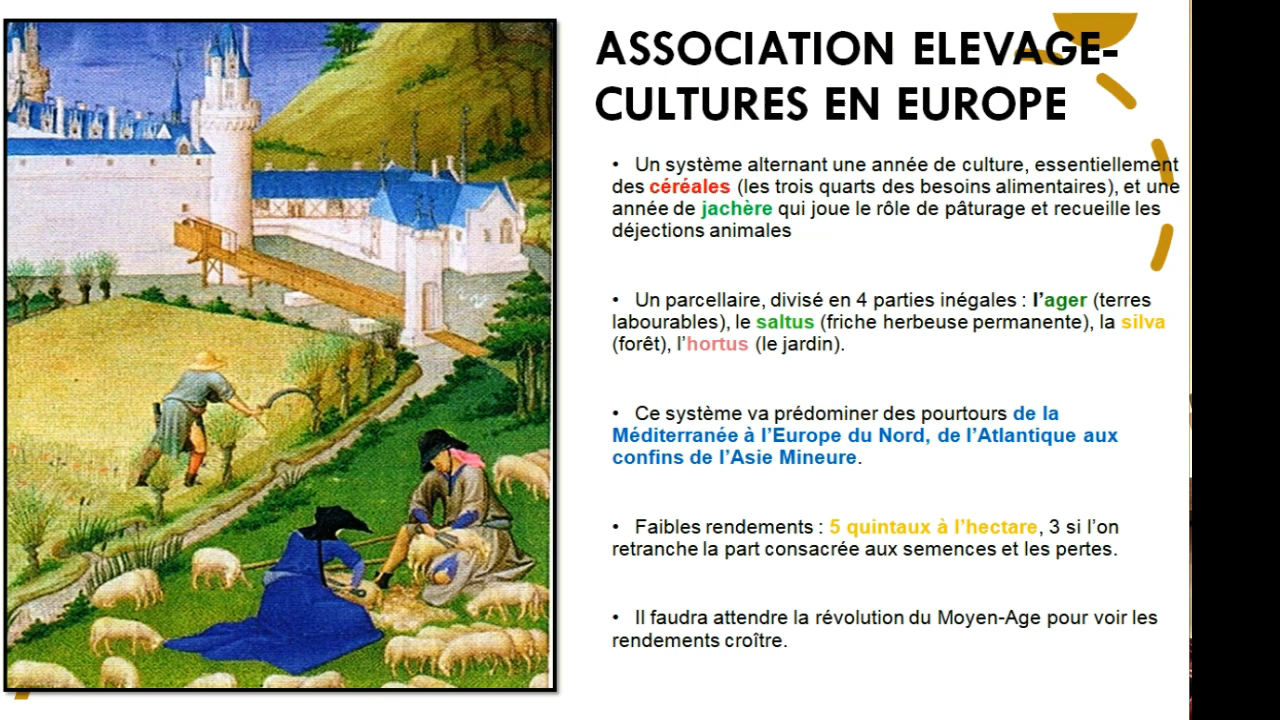 ASSOCIATION ELEVAGE-
CULTURES EN EUROPE
• Un système alternant une année de culture, essentiellement
des céréales (les trois quarts des besoins alimentaires), et une
année de jachère qui joue le rôle de pâturage et recueille les
déjections animales
• Un parcellaire, divisé en 4 parties inégales : l’ager (terres
labourables), le saltus (friche herbeuse permanente), la silva
(forêt), l’hortus (le jardin).
• Ce système va prédominer des pourtours de la
Méditerranée à l’Europe du Nord, de l’Atlantique aux
confins de l’Asie Mineure.
• Faibles rendements : 5 quintaux à l’hectare, 3 si l’on
retranche la part consacrée aux semences et les pertes.
• Il faudra attendre la révolution du Moyen-Age pour voir les
rendements croître.